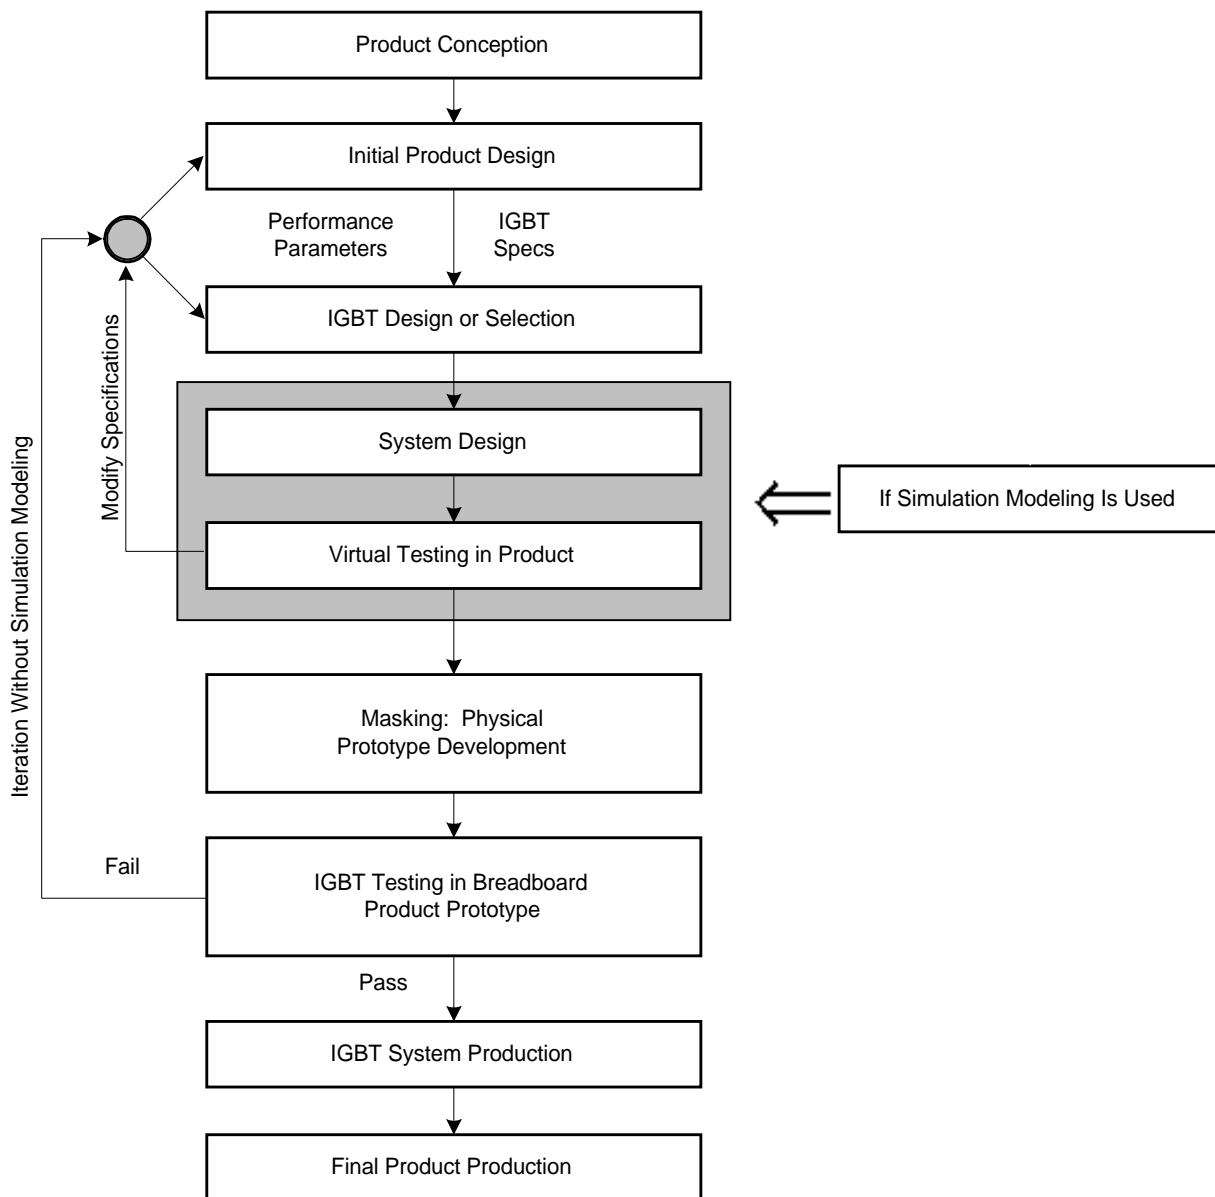 Product Conception
Initial Product Design
Performance
Parameters
IGBT
Specs
IGBT Design or Selection
Modify Specifications
System Design
If Simulation Modeling Is Used
Virtual Testing in Product
Iteration Without Simulation Modeling
Masking:  Physical
Prototype Development
Fail
IGBT Testing in Breadboard
Product Prototype
Pass
IGBT System Production
Final Product Production